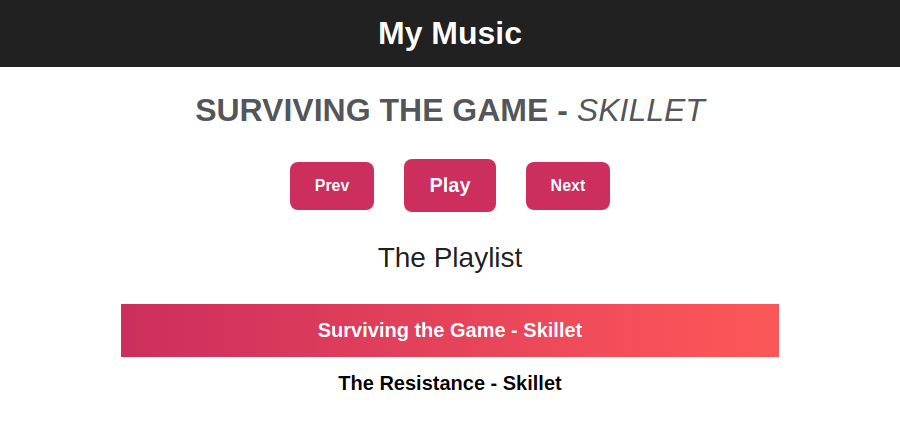 My Music
SURVIVING THE GAME - SKILLET
Prev Play Next
The Playlist
Surviving the Game - Skillet
The Resistance - Skillet